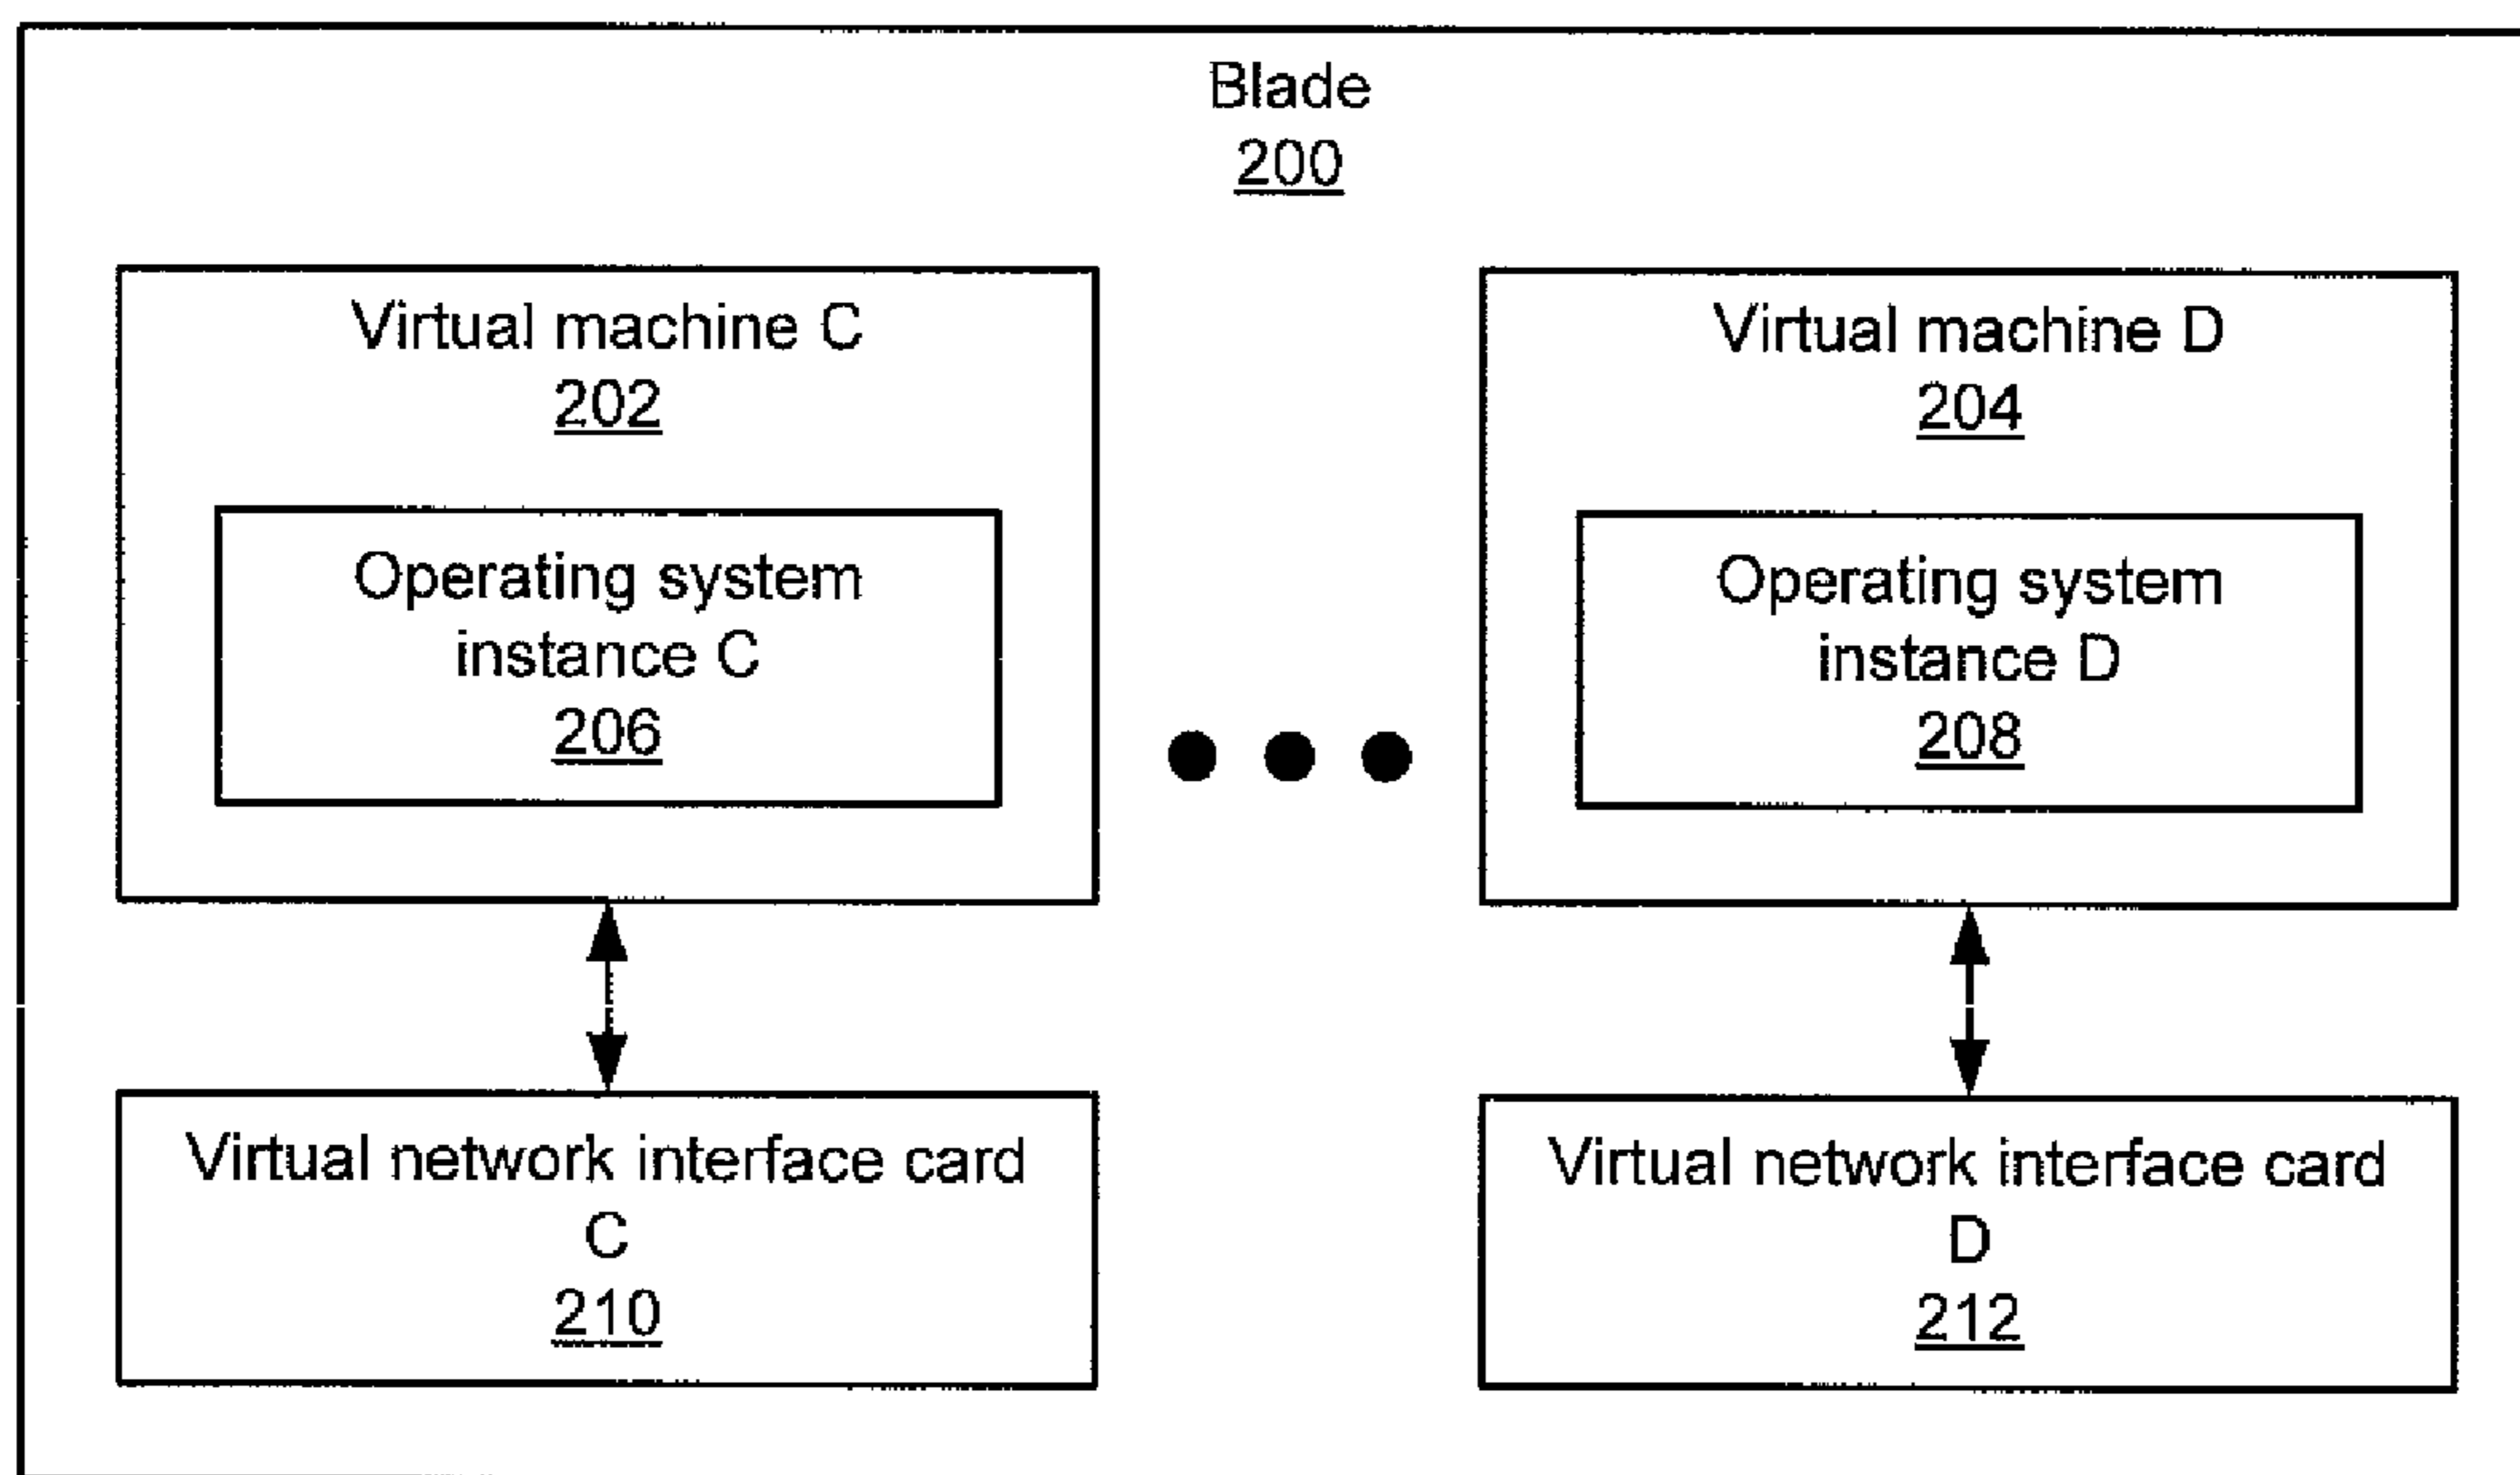 Blade
200
Virtual machine C
202
Operating system
instance C
206
Virtual machine D
204
Operating system
instance D
208
Virtual network interface card
C
210
Virtual network interface card
D
212